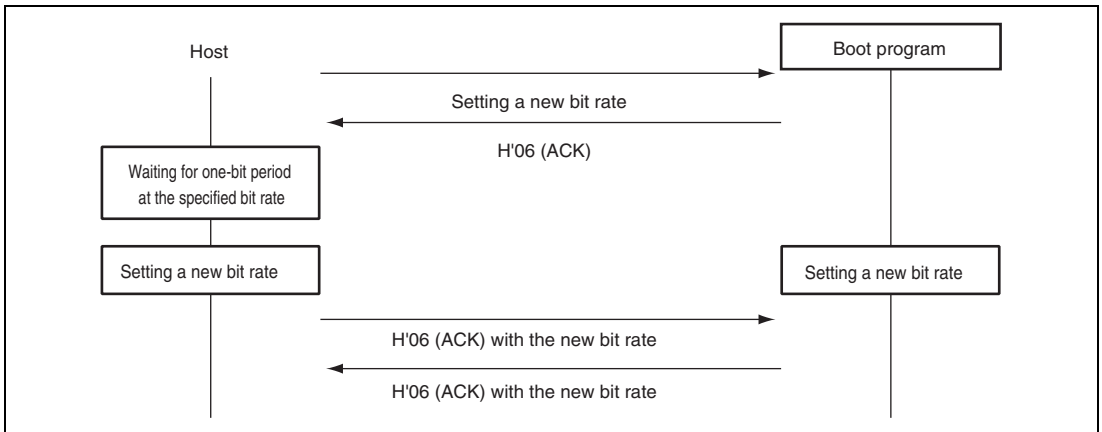 Host
Boot program
Setting a new bit rate
H'06 (ACK)
Waiting for one-bit period
at the specified bit rate
Setting a new bit rate
Setting a new bit rate
H'06 (ACK) with the new bit rate
H'06 (ACK) with the new bit rate